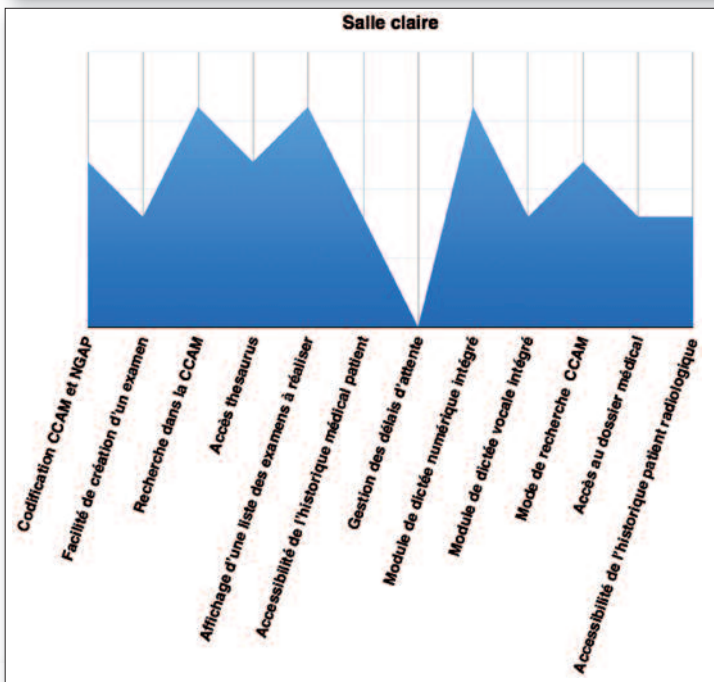 Salle claire
Codification CCAM et NGAP
Facilité de création d'un examen
Recherche dans la CCAM
Accès thesaurus
Affichage d'une liste des examens à réaliser
Accessibilité de l'historique médical patient
Gestion des délais d'attente
Module de dictée numérique intégré
Module de dictée vocale intégré
Mode de recherche CCAM
Accès au dossier médical
Accessibilité de l'historique patient radiologique